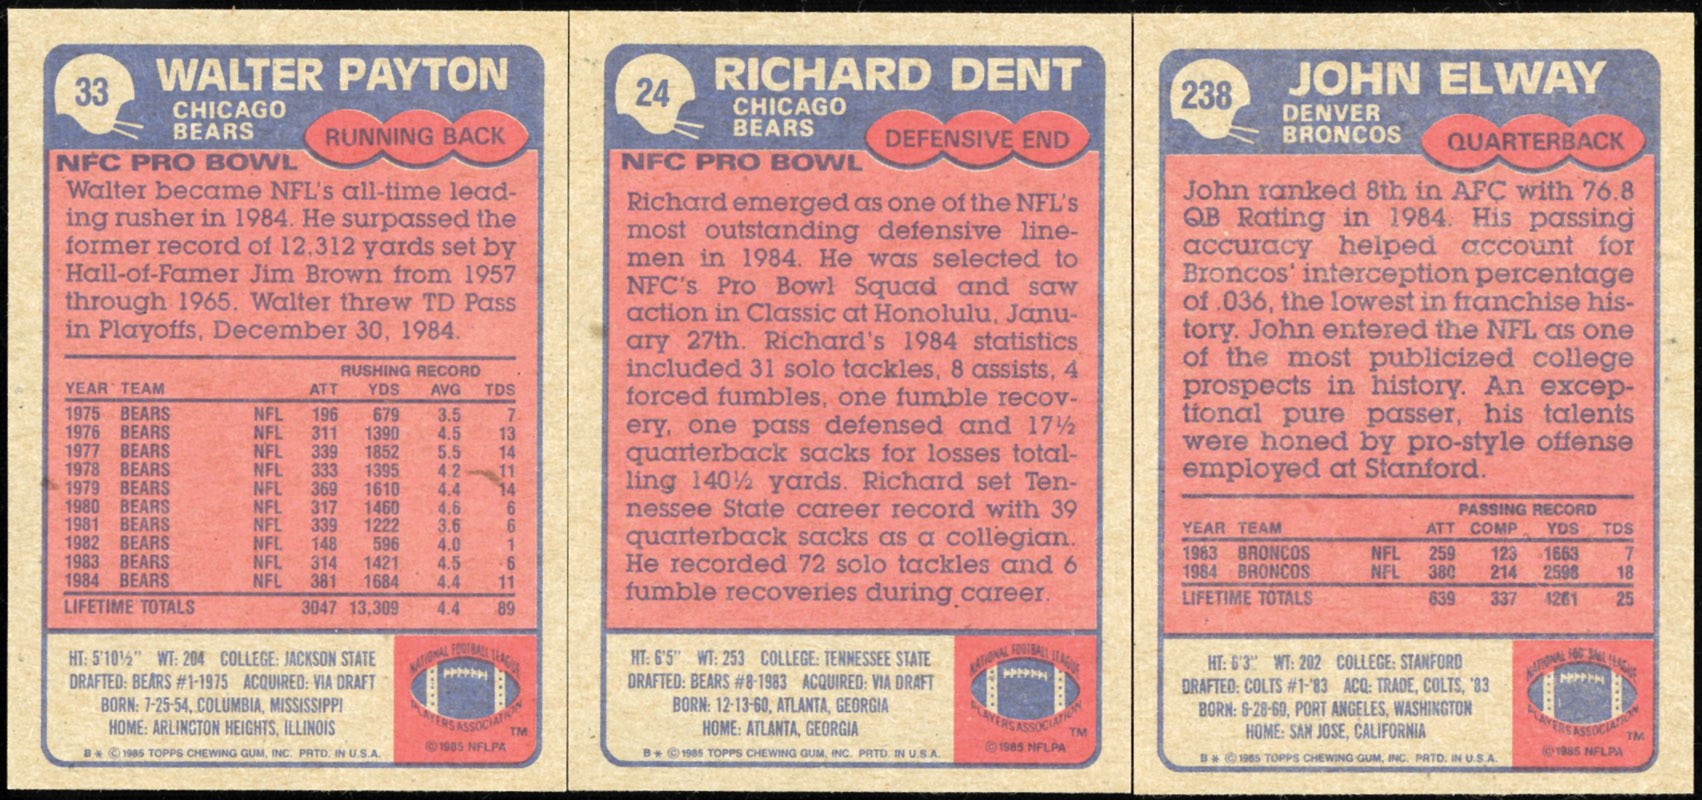 33
WALTER PAYTON
CHICAGO
BEARS
RUNNING BACK
NFC PRO BOWL
Walter became NFL's all-time lead-
ing rusher in 1984. He surpassed the
former record of 12,312 yards set by
Hall-of-Famer Jim Brown from 1957
through 1965. Walter threw TD Pass
in Playoffs, December 30, 1984.
RUSHING RECORD
YEAR TEAM ATT YDS AVG TDS
1975 BEARS NFL 196 679 3.5 7
1976 BEARS NFL 311 1390 4.5 13
1977 BEARS NFL 339 1852 5.5 14
1978 BEARS NFL 333 1395 4.2 11
1979 BEARS NFL 369 1610 4.4 14
1980 BEARS NFL 317 1460 4.6 6
1981 BEARS NFL 339 1222 3.6 6
1982 BEARS NFL 148 596 4.0 1
1983 BEARS NFL 314 1421 4.5 6
1984 BEARS NFL 381 1684 4.4 11
LIFETIME TOTALS 3047 13,309 4.4 89
HT: 5'10½" WT: 204 COLLEGE: JACKSON STATE
DRAFTED: BEARS #1-1975 ACQUIRED: VIA DRAFT
BORN: 7-25-54, COLUMBIA, MISSISSIPPI
HOME: ARLINGTON HEIGHTS, ILLINOIS
B * © 1985 TOPPS CHEWING GUM, INC. PRTD. IN U.S.A.
NATIONAL FOOTBALL LEAGUE
PLAYERS ASSOCIATION
TM
© 1985 NFLPA
24
RICHARD DENT
CHICAGO
BEARS
DEFENSIVE END
NFC PRO BOWL
Richard emerged as one of the NFL's
most outstanding defensive line-
men in 1984. He was selected to
NFC's Pro Bowl Squad and saw
action in Classic at Honolulu, Janu-
ary 27th. Richard's 1984 statistics
included 31 solo tackles, 8 assists, 4
forced fumbles, one fumble recov-
ery, one pass defensed and 17½
quarterback sacks for losses total-
ling 140½ yards. Richard set Ten-
nessee State career record with 39
quarterback sacks as a collegian.
He recorded 72 solo tackles and 6
fumble recoveries during career.
HT: 6'5" WT: 253 COLLEGE: TENNESSEE STATE
DRAFTED: BEARS #8-1983 ACQUIRED: VIA DRAFT
BORN: 12-13-60, ATLANTA, GEORGIA
HOME: ATLANTA, GEORGIA
B * © 1985 TOPPS CHEWING GUM, INC. PRTD. IN U.S.A.
NATIONAL FOOTBALL LEAGUE
PLAYERS ASSOCIATION
TM
© 1985 NFLPA
238
JOHN ELWAY
DENVER
BRONCOS
QUARTERBACK
John ranked 8th in AFC with 76.8
QB Rating in 1984. His passing
accuracy helped account for
Broncos' interception percentage
of .036, the lowest in franchise his-
tory. John entered the NFL as one
of the most publicized college
prospects in history. An excep-
tional pure passer, his talents
were honed by pro-style offense
employed at Stanford.
PASSING RECORD
YEAR TEAM ATT COMP YDS TDS
1983 BRONCOS NFL 259 123 1663 7
1984 BRONCOS NFL 380 214 2598 18
LIFETIME TOTALS 639 337 4261 25
HT: 6'3" WT: 202 COLLEGE: STANFORD
DRAFTED: COLTS #1-'83 ACQ: TRADE, COLTS, '83
BORN: 6-28-60, PORT ANGELES, WASHINGTON
HOME: SAN JOSE, CALIFORNIA
B * © 1985 TOPPS CHEWING GUM, INC. PRTD. IN U.S.A.
NATIONAL FOOTBALL LEAGUE
PLAYERS ASSOCIATION
TM
© 1985 NFLPA